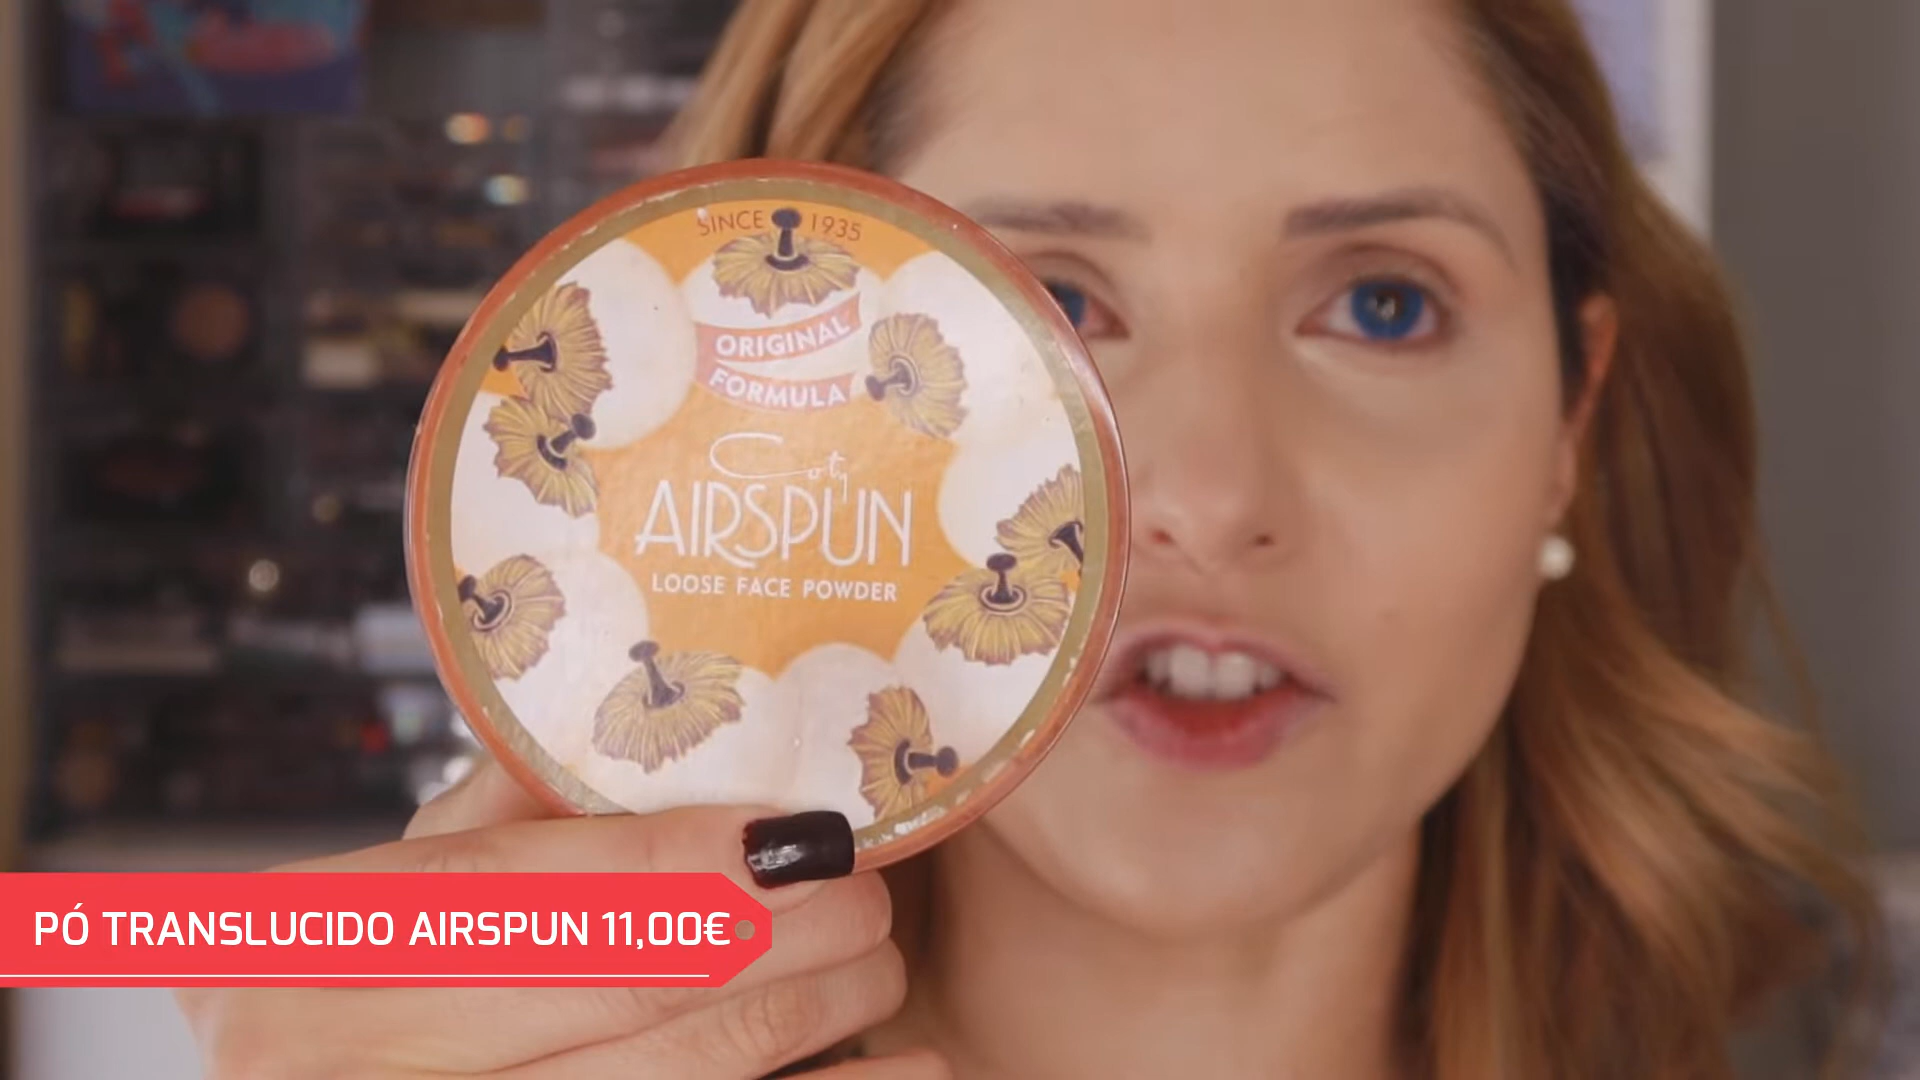 SINCE 1935
ORIGINAL
FORMULA
Coty
AIRSPUN
LOOSE FACE POWDER
PÓ TRANSLUCIDO AIRSPUN 11,00€